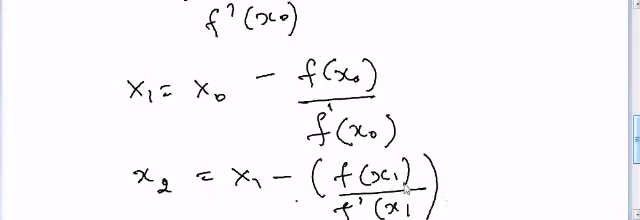 f'(x₀)
x₁ = x₀ - f(x₀) / f'(x₀)
x₂ = x₁ - (f(x₁) / f'(x₁)